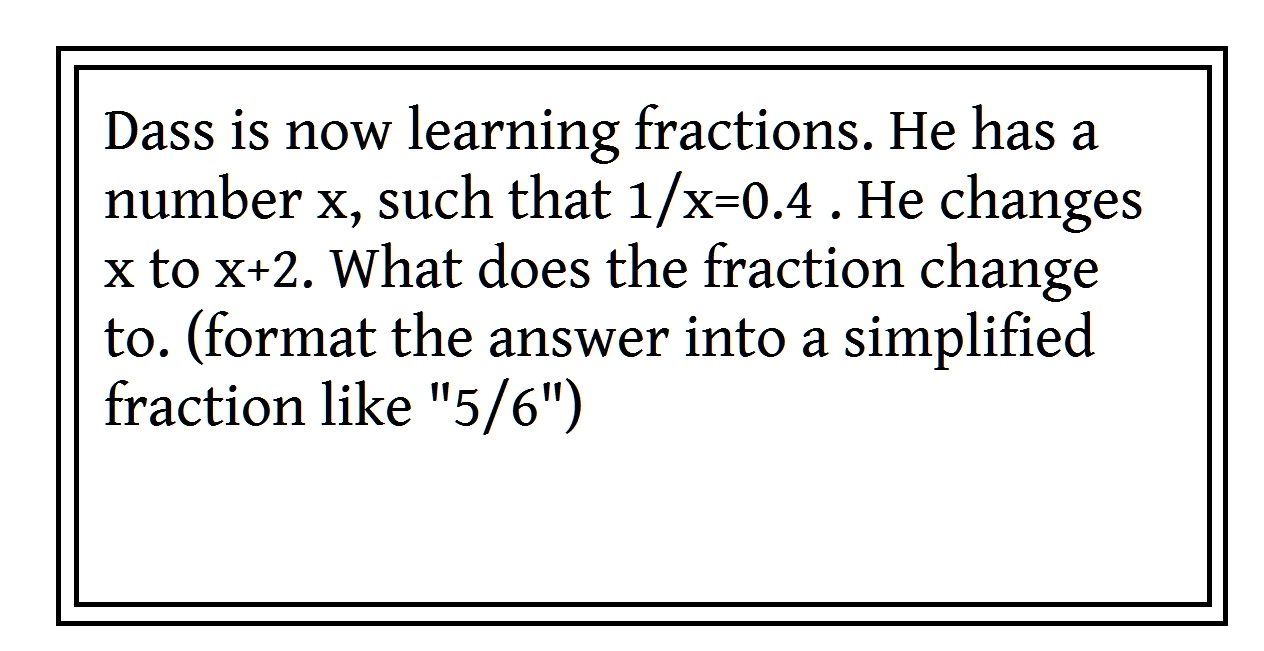 Dass is now learning fractions. He has a
number x, such that 1/x=0.4 . He changes
x to x+2. What does the fraction change
to. (format the answer into a simplified
fraction like "5/6")